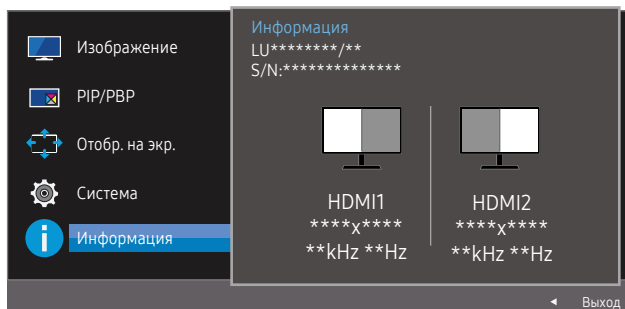 Изображение
PIP/PBP
Отобр. на экр.
Система
Информация
Информация
LU********/**
S/N:**************
HDMI1
****x****
**kHz **Hz
HDMI2
****x****
**kHz **Hz
Выход